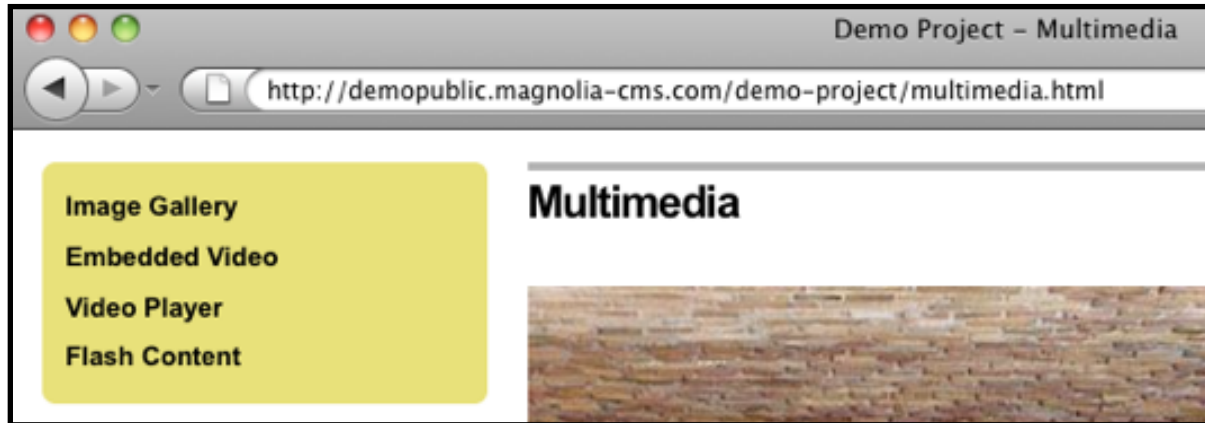 Demo Project – Multimedia
http://demopublic.magnolia-cms.com/demo-project/multimedia.html
Image Gallery
Embedded Video
Video Player
Flash Content
Multimedia